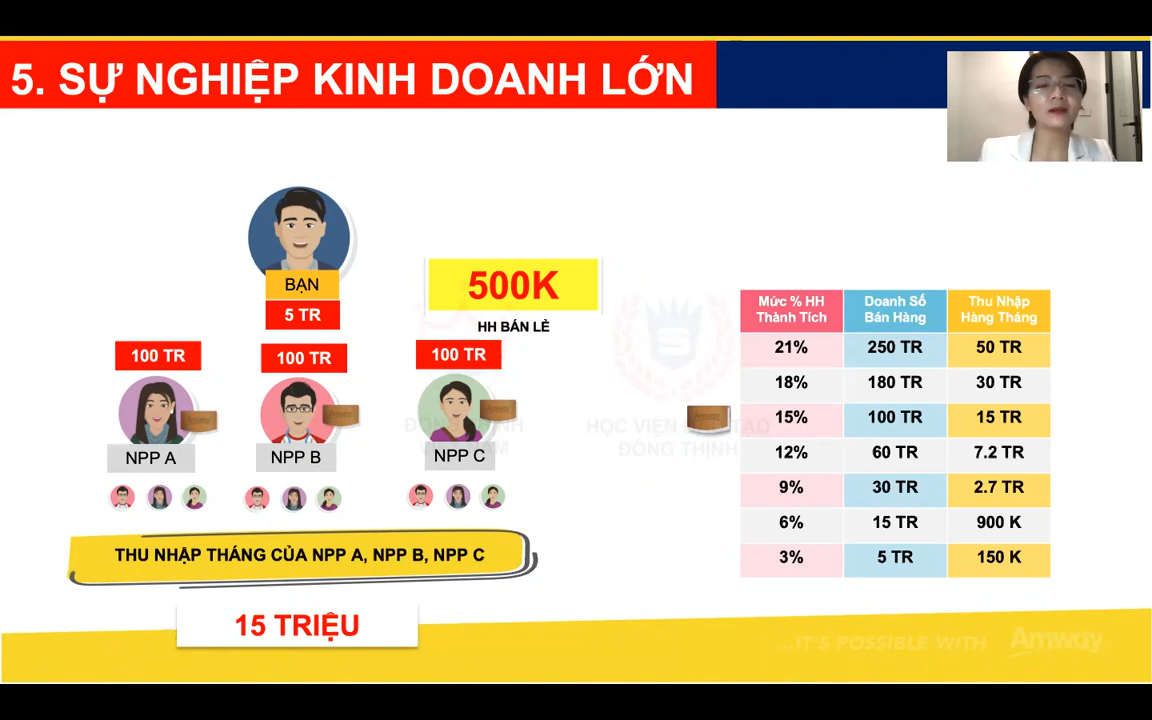 5. SỰ NGHIỆP KINH DOANH LỚN
BẠN
5 TR
500K
HH BÁN LẺ
100 TR
100 TR
100 TR
NPP A
NPP B
NPP C
THU NHẬP THÁNG CỦA NPP A, NPP B, NPP C
15 TRIỆU
Mức % HH Thành Tích Doanh Số Bán Hàng Thu Nhập Hàng Tháng
21% 250 TR 50 TR
18% 180 TR 30 TR
15% 100 TR 15 TR
12% 60 TR 7.2 TR
9% 30 TR 2.7 TR
6% 15 TR 900 K
3% 5 TR 150 K
HỌC VIỆN
ĐÔNG THỊNH
...IT'S POSSIBLE WITH Amway